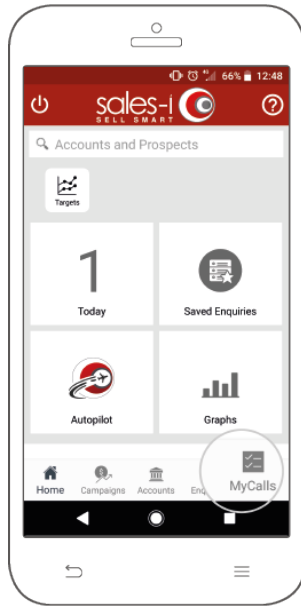 66% 12:48
sales-i
SELL SMART
?
Accounts and Prospects
Targets
1
Today
Saved Enquiries
Autopilot
Graphs
Home
Campaigns
Accounts
Enq
MyCalls